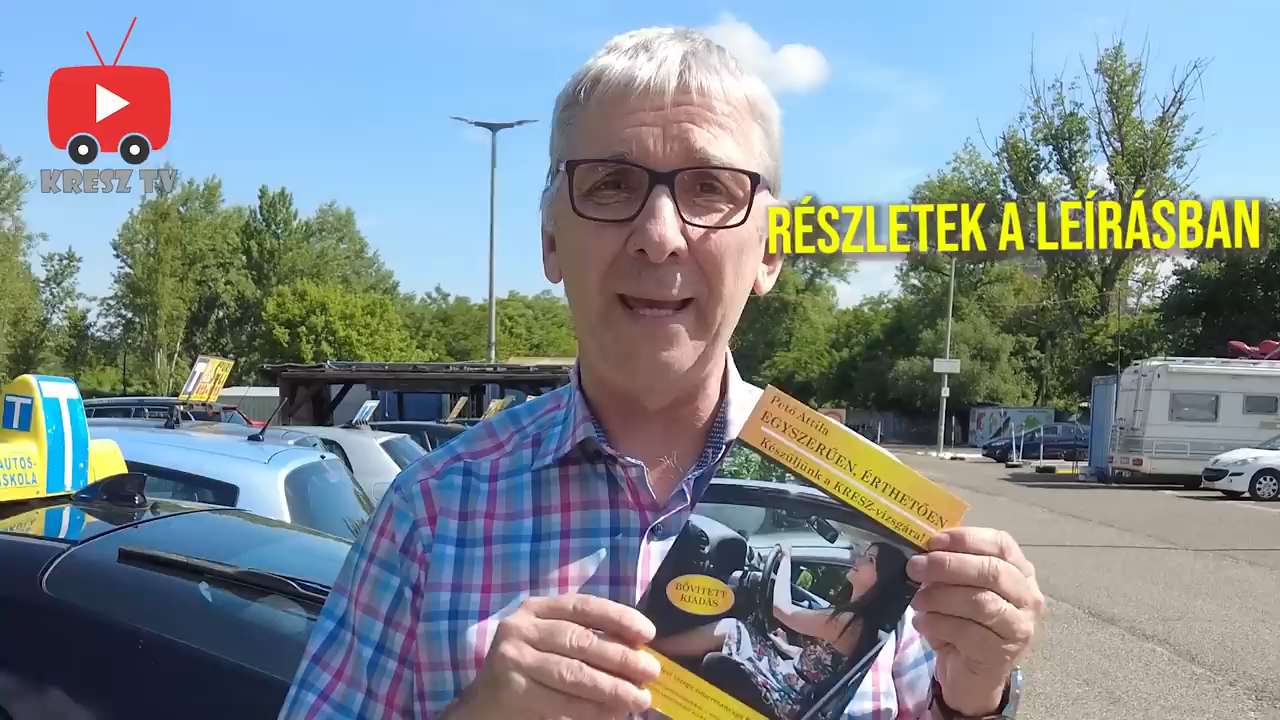 KRESZ TV
RÉSZLETEK A LEÍRÁSBAN
T
T
AUTÓS-
ISKOLA
T
Pető Attila
EGYSZERŰEN, ÉRTHETŐEN
Készüljünk a KRESZ-vizsgára!
BŐVÍTETT
KIADÁS